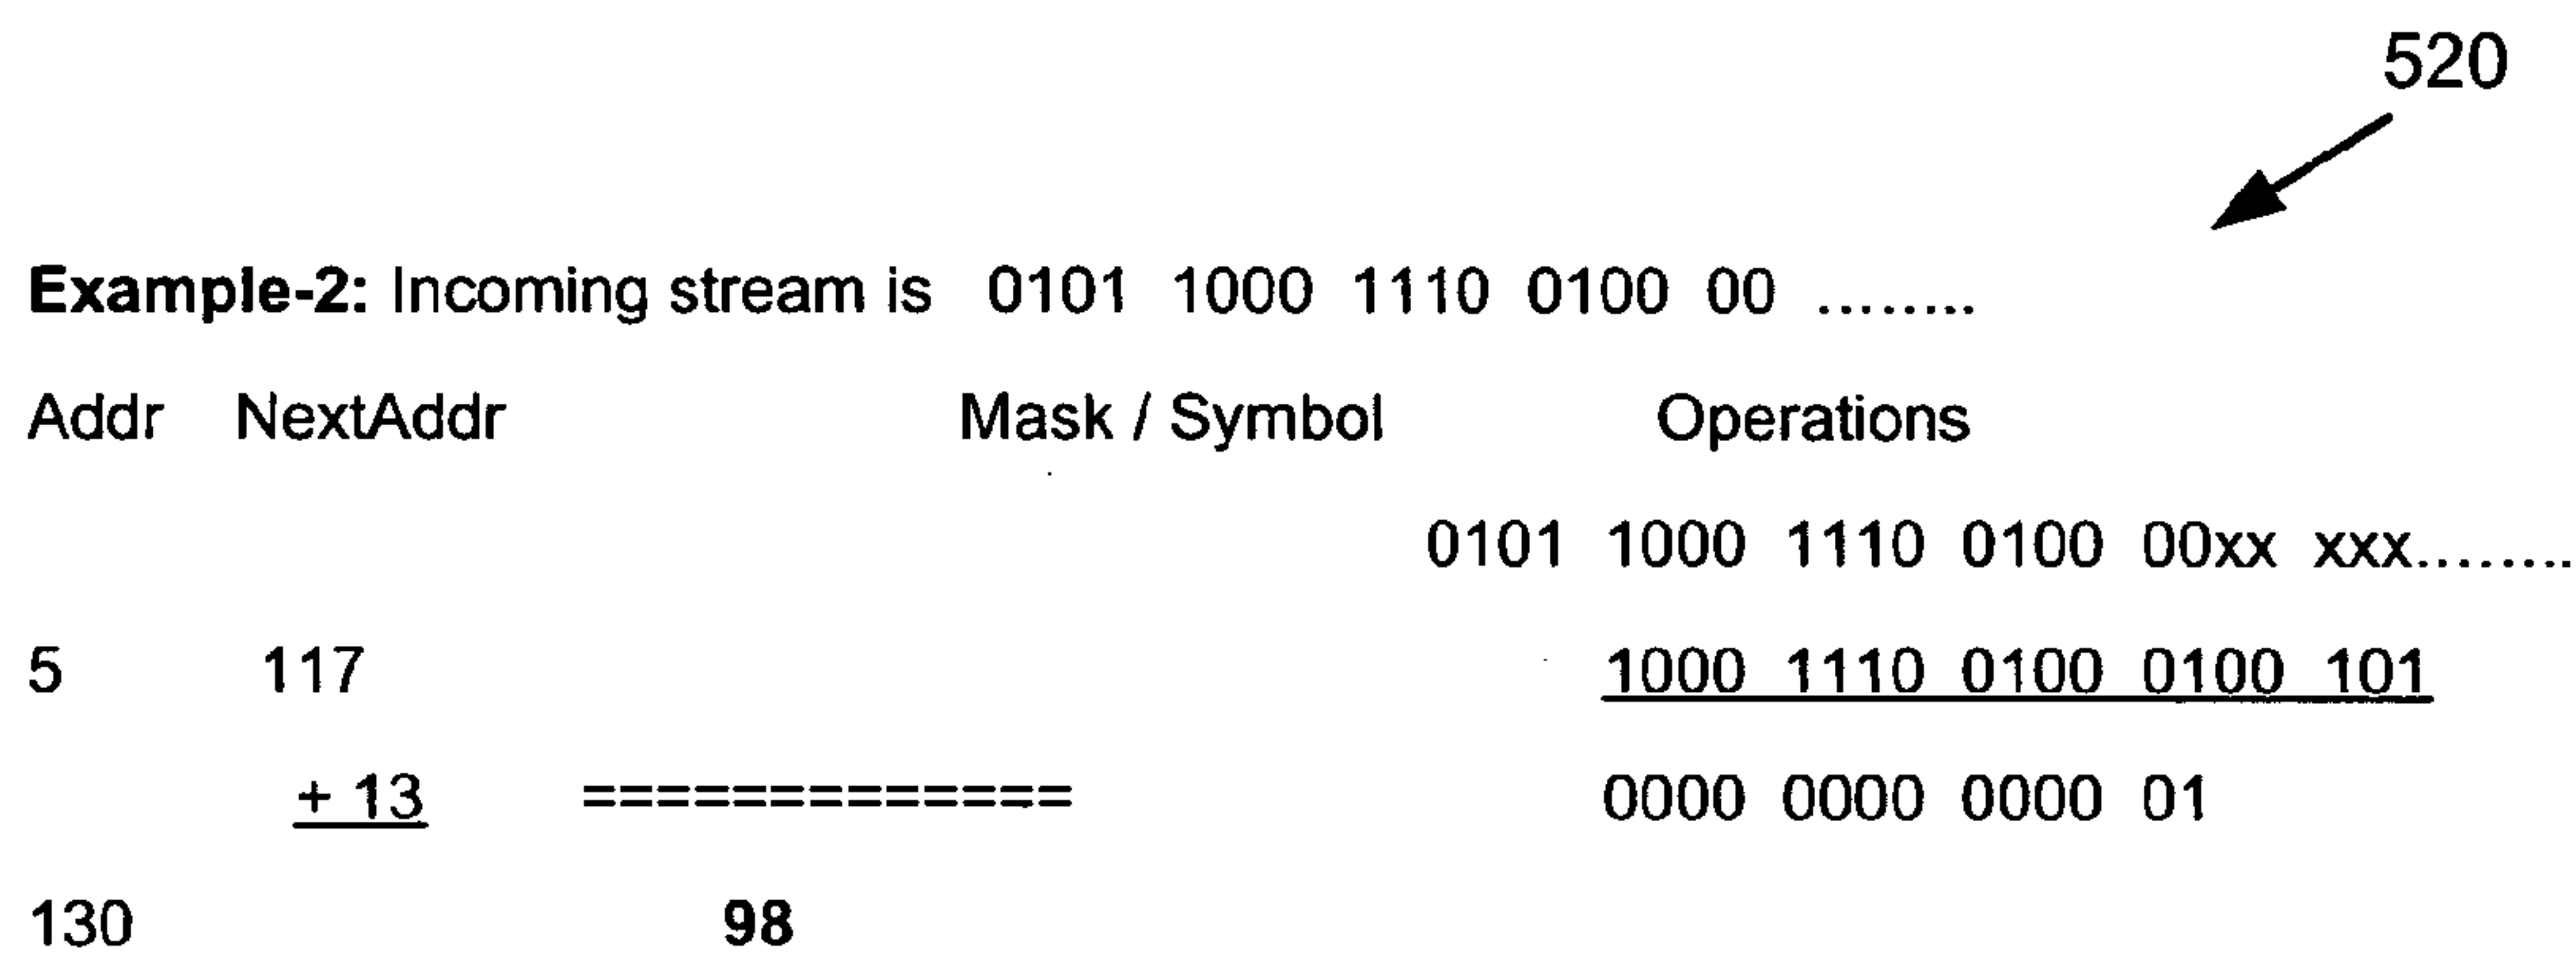 520
Example-2: Incoming stream is 0101 1000 1110 0100 00 ........
Addr NextAddr Mask / Symbol Operations
0101 1000 1110 0100 00xx xxx........
5 117 1000 1110 0100 0100 101
+ 13 ============= 0000 0000 0000 01
130 98